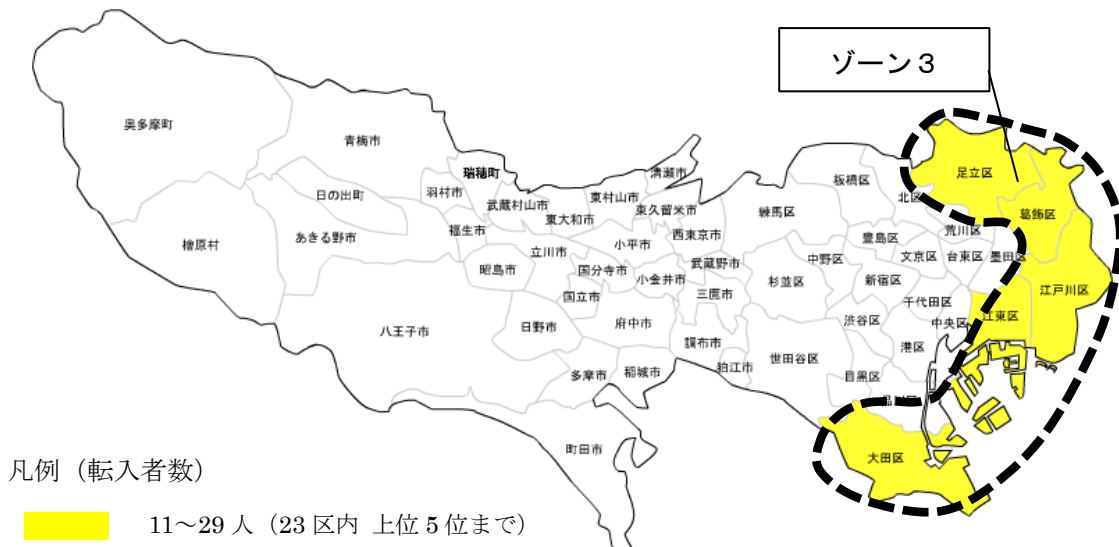 ゾーン３
奥多摩町
青梅市
瑞穂町
清瀬市
板橋区
足立区
日の出町
羽村市
武蔵村山市
東村山市
東大和市
東久留米市
練馬区
北区
葛飾区
檜原村
あきる野市
福生市
立川市
小平市
西東京市
豊島区
荒川区
昭島市
国分寺市
小金井市
武蔵野市
中野区
文京区
台東区
墨田区
杉並区
新宿区
江戸川区
国立市
三鷹市
千代田区
八王子市
日野市
府中市
渋谷区
中央区
江東区
調布市
港区
多摩市
稲城市
狛江市
世田谷区
目黒区
品川区
町田市
大田区
凡例（転入者数）
11～29 人（23 区内 上位 5 位まで）